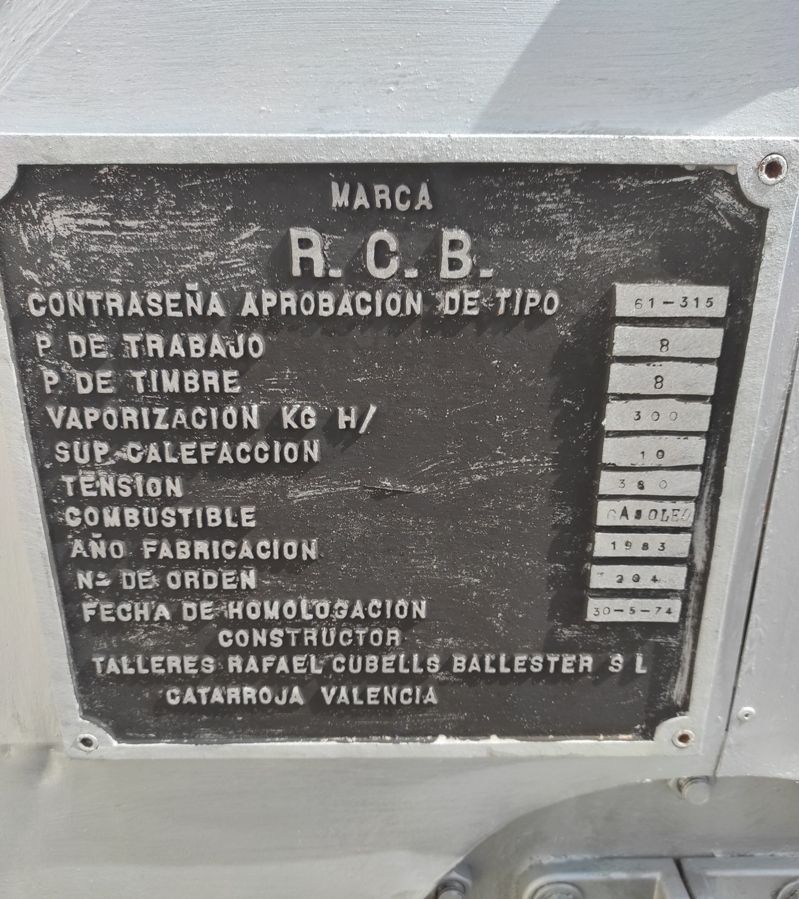 MARCA
R. C. B.
CONTRASEÑA APROBACION DE TIPO 61-315
P DE TRABAJO 8
P DE TIMBRE 8
VAPORIZACION KG H/ 300
SUP. CALEFACCION 10
TENSION 380
COMBUSTIBLE GASOLEO
AÑO FABRICACION 1983
Nº DE ORDEN 204
FECHA DE HOMOLOGACION 30-5-74
CONSTRUCTOR
TALLERES RAFAEL CUBELLS BALLESTER S L
CATARROJA VALENCIA